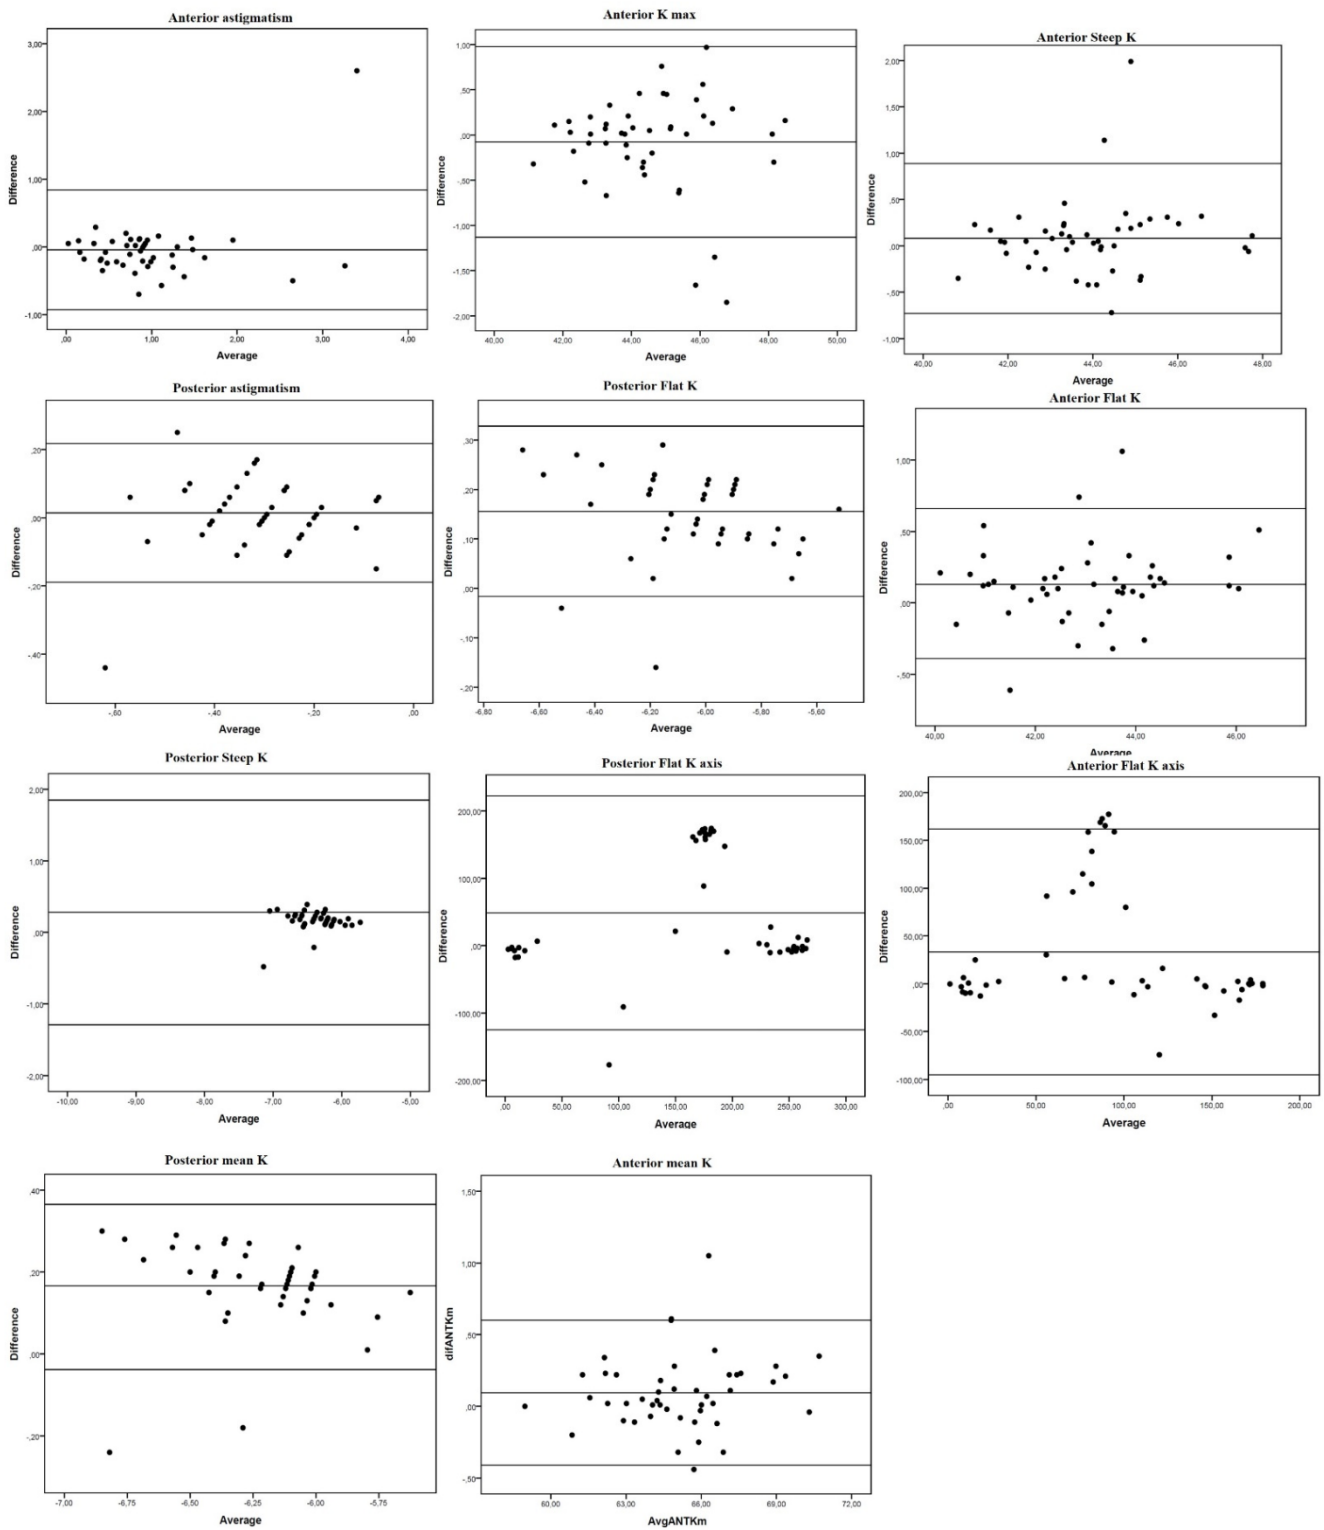 Anterior astigmatism
3,00
2,00
1,00
,00
-1,00
Difference
,00 1,00 2,00 3,00 4,00
Average
Anterior K max
1,00
,50
,00
-,50
-1,00
-1,50
-2,00
Difference
40,00 42,00 44,00 46,00 48,00 50,00
Average
Anterior Steep K
2,00
1,50
1,00
,50
,00
-,50
-1,00
Difference
40,00 42,00 44,00 46,00 48,00
Average
Posterior astigmatism
,20
,00
-,20
-,40
Difference
-,60 -,40 -,20 ,00
Average
Posterior Flat K
,30
,20
,10
,00
-,10
-,20
Difference
-6,80 -6,60 -6,40 -6,20 -6,00 -5,80 -5,60
Average
Anterior Flat K
1,00
,50
,00
-,50
Difference
40,00 42,00 44,00 46,00
Average
Posterior Steep K
2,00
1,00
,00
-1,00
-2,00
Difference
-10,00 -9,00 -8,00 -7,00 -6,00 -5,00
Average
Posterior Flat K axis
200,00
100,00
,00
-100,00
-200,00
Difference
,00 50,00 100,00 150,00 200,00 250,00 300,00
Average
Anterior Flat K axis
200,00
150,00
100,00
50,00
,00
-50,00
-100,00
Difference
,00 50,00 100,00 150,00 200,00
Average
Posterior mean K
,40
,20
,00
-,20
Difference
-7,00 -6,75 -6,50 -6,25 -6,00 -5,75
Average
Anterior mean K
1,50
1,00
,50
,00
-,50
difANTKm
60,00 63,00 66,00 69,00 72,00
AvgANTKm